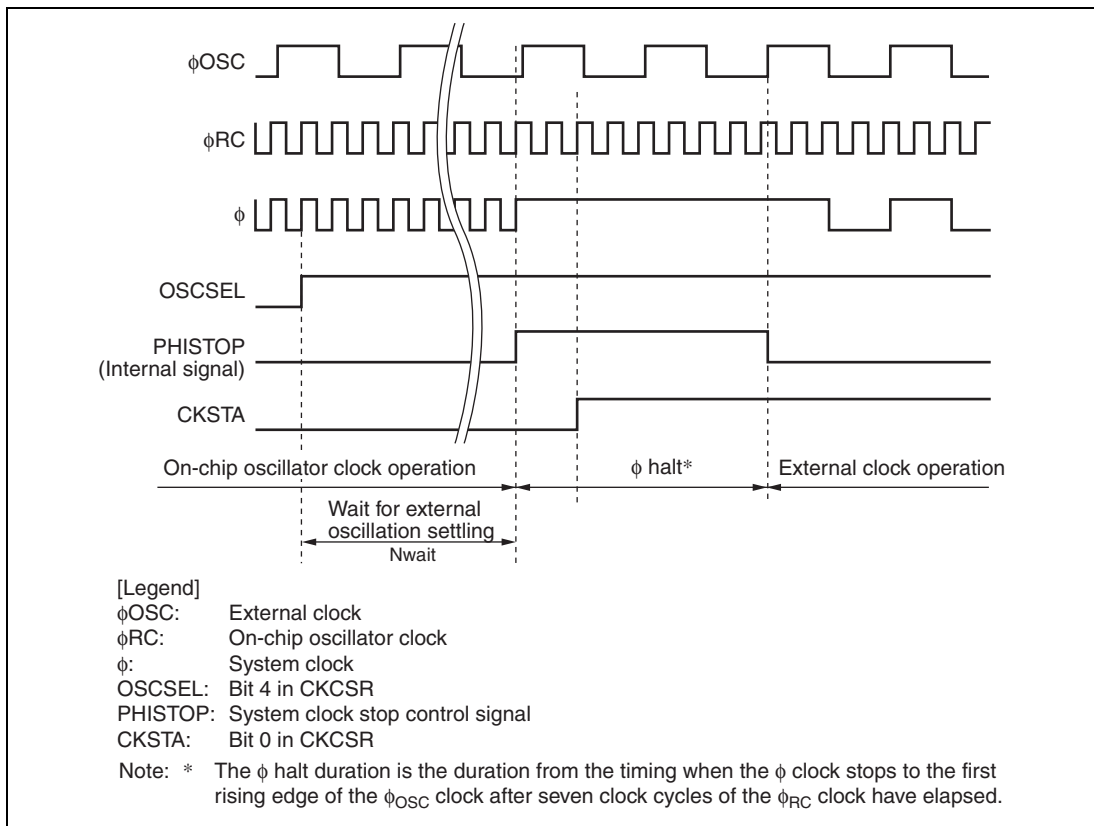 φOSC
φRC
φ
OSCSEL
PHISTOP
(Internal signal)
CKSTA
On-chip oscillator clock operation
φ halt*
External clock operation
Wait for external
oscillation settling
Nwait
[Legend]
φOSC: External clock
φRC: On-chip oscillator clock
φ: System clock
OSCSEL: Bit 4 in CKCSR
PHISTOP: System clock stop control signal
CKSTA: Bit 0 in CKCSR
Note: * The φ halt duration is the duration from the timing when the φ clock stops to the first
rising edge of the φOSC clock after seven clock cycles of the φRC clock have elapsed.